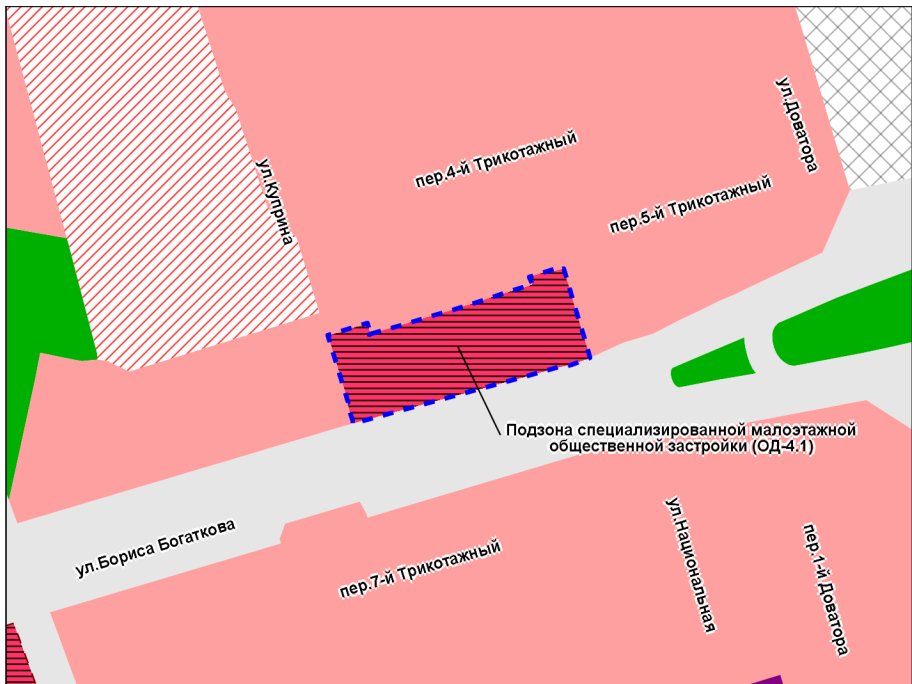 ул.Доватора
пер.4-й Трикотажный
ул.Куприна
пер.5-й Трикотажный
Подзона специализированной малоэтажной
общественной застройки (ОД-4.1)
ул.Бориса Богаткова
пер.7-й Трикотажный
ул.Национальная
пер.1-й Доватора